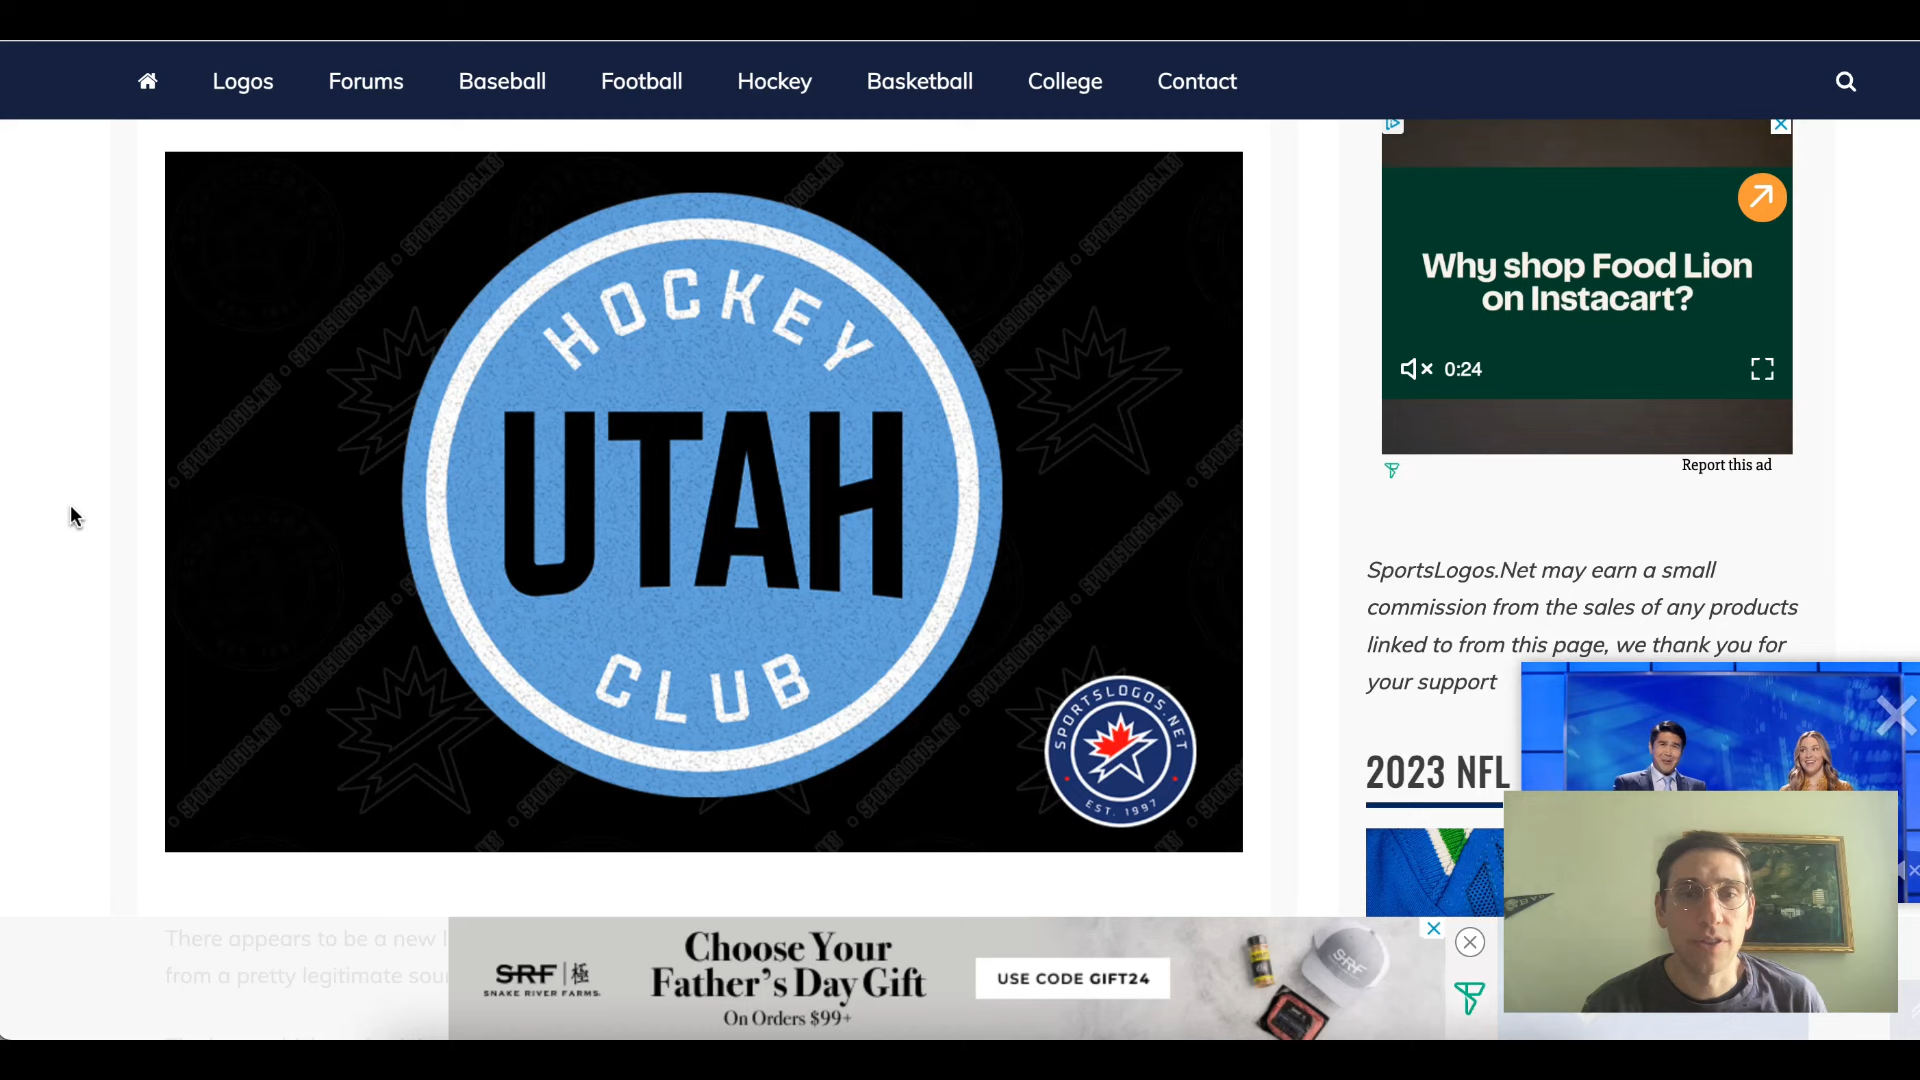 Logos Forums Baseball Football Hockey Basketball College Contact
HOCKEY
UTAH
CLUB
SPORTSLOGOS.NET
EST. 1997
Why shop Food Lion
on Instacart?
0:24
Report this ad
SportsLogos.Net may earn a small
commission from the sales of any products
linked to from this page, we thank you for
your support
2023 NFL
There appears to be a new
from a pretty legitimate
SRF 極
SNAKE RIVER FARMS
Choose Your
Father's Day Gift
On Orders $99+
USE CODE GIFT24
SRF